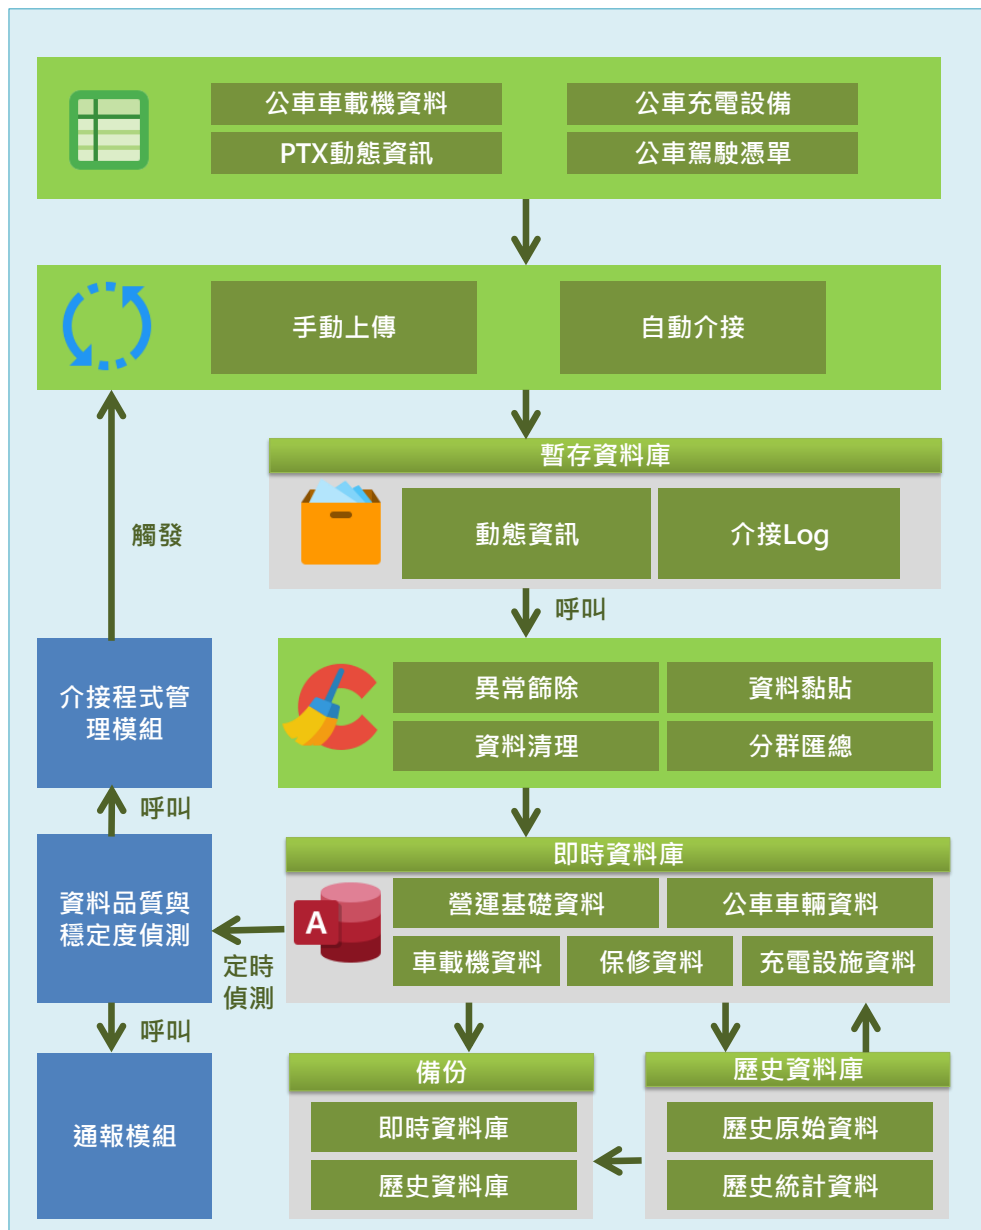 公車車載機資料
公車充電設備
PTX動態資訊
公車駕駛憑單
手動上傳
自動介接
暫存資料庫
動態資訊
介接Log
觸發
呼叫
介接程式管
理模組
異常篩除
資料黏貼
資料清理
分群匯總
呼叫
即時資料庫
資料品質與
穩定度偵測
營運基礎資料
公車車輛資料
車載機資料
保修資料
充電設施資料
定時
偵測
呼叫
備份
歷史資料庫
通報模組
即時資料庫
歷史原始資料
歷史資料庫
歷史統計資料
A